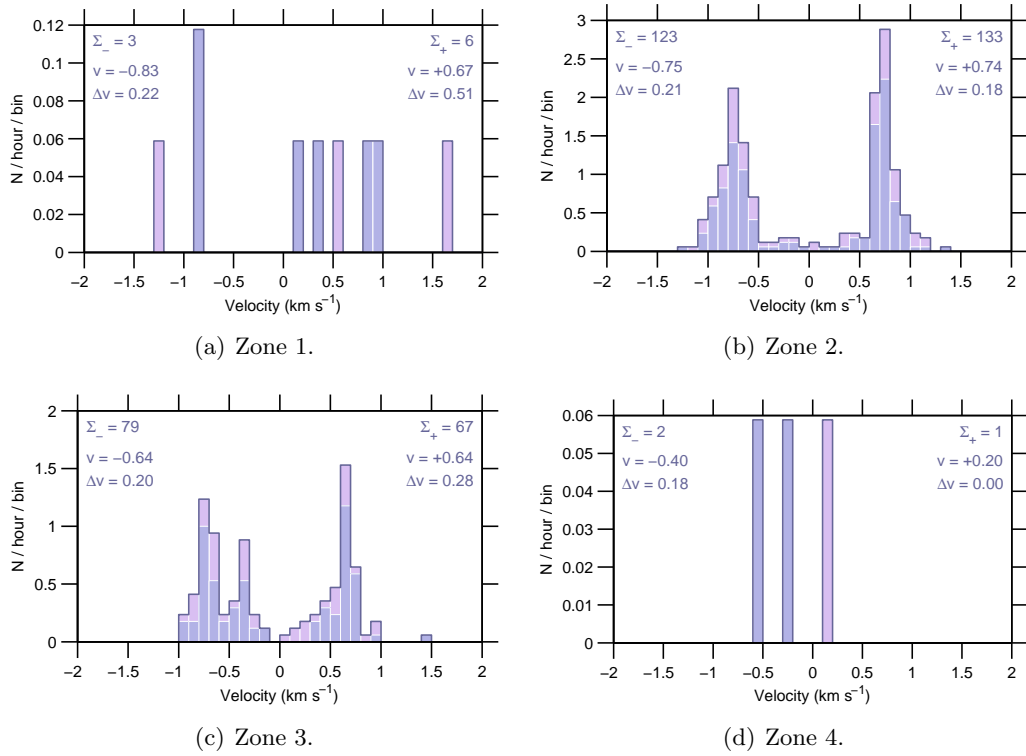 0.12
0.1
0.08
0.06
0.04
0.02
0
N / hour / bin
Σ₋ = 3
v = −0.83
Δv = 0.22
Σ₊ = 6
v = +0.67
Δv = 0.51
−2 −1.5 −1 −0.5 0 0.5 1 1.5 2
Velocity (km s⁻¹)
(a) Zone 1.
3
2.5
2
1.5
1
0.5
0
N / hour / bin
Σ₋ = 123
v = −0.75
Δv = 0.21
Σ₊ = 133
v = +0.74
Δv = 0.18
−2 −1.5 −1 −0.5 0 0.5 1 1.5 2
Velocity (km s⁻¹)
(b) Zone 2.
2
1.5
1
0.5
0
N / hour / bin
Σ₋ = 79
v = −0.64
Δv = 0.20
Σ₊ = 67
v = +0.64
Δv = 0.28
−2 −1.5 −1 −0.5 0 0.5 1 1.5 2
Velocity (km s⁻¹)
(c) Zone 3.
0.06
0.05
0.04
0.03
0.02
0.01
0
N / hour / bin
Σ₋ = 2
v = −0.40
Δv = 0.18
Σ₊ = 1
v = +0.20
Δv = 0.00
−2 −1.5 −1 −0.5 0 0.5 1 1.5 2
Velocity (km s⁻¹)
(d) Zone 4.